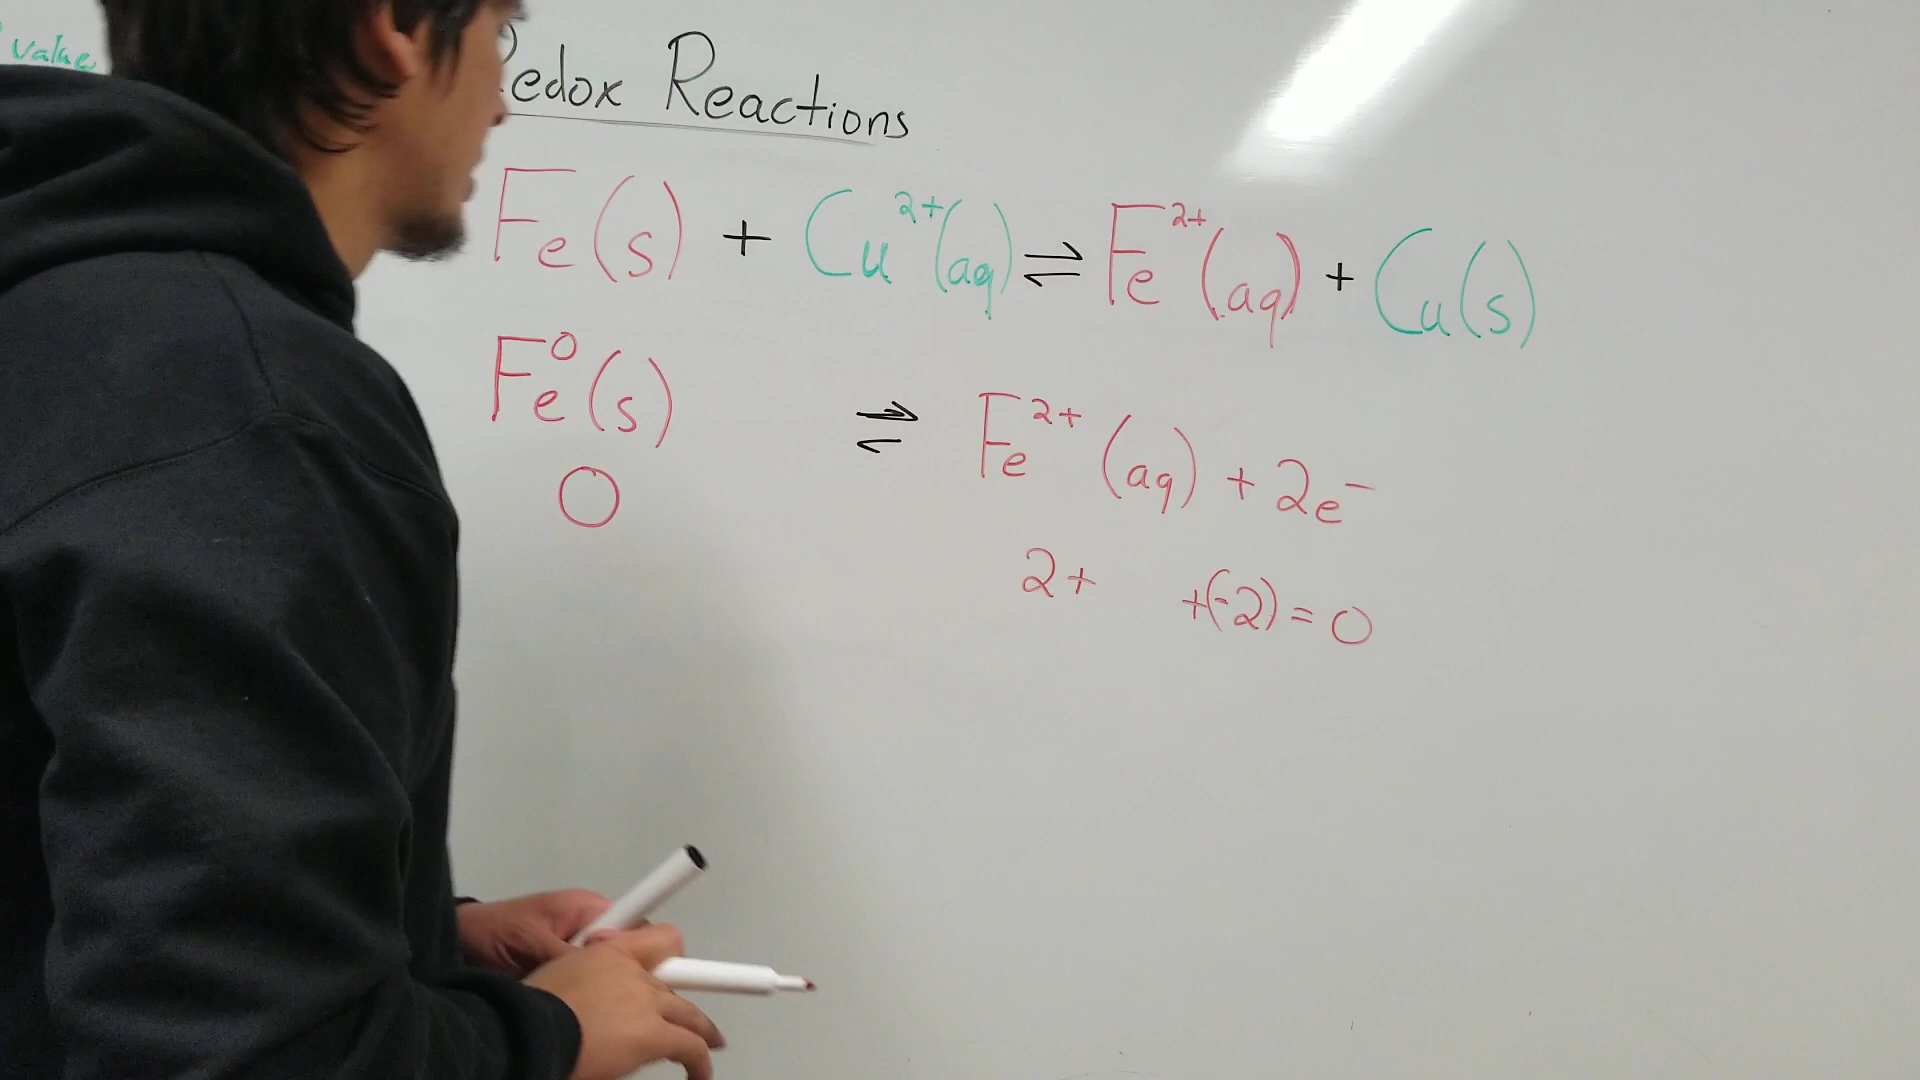 value
Redox Reactions
Fe(s) + Cu²⁺(aq) ⇌ Fe²⁺(aq) + Cu(s)
Fe⁰(s) ⇌ Fe²⁺(aq) + 2e⁻
0 2+ +(-2) = 0